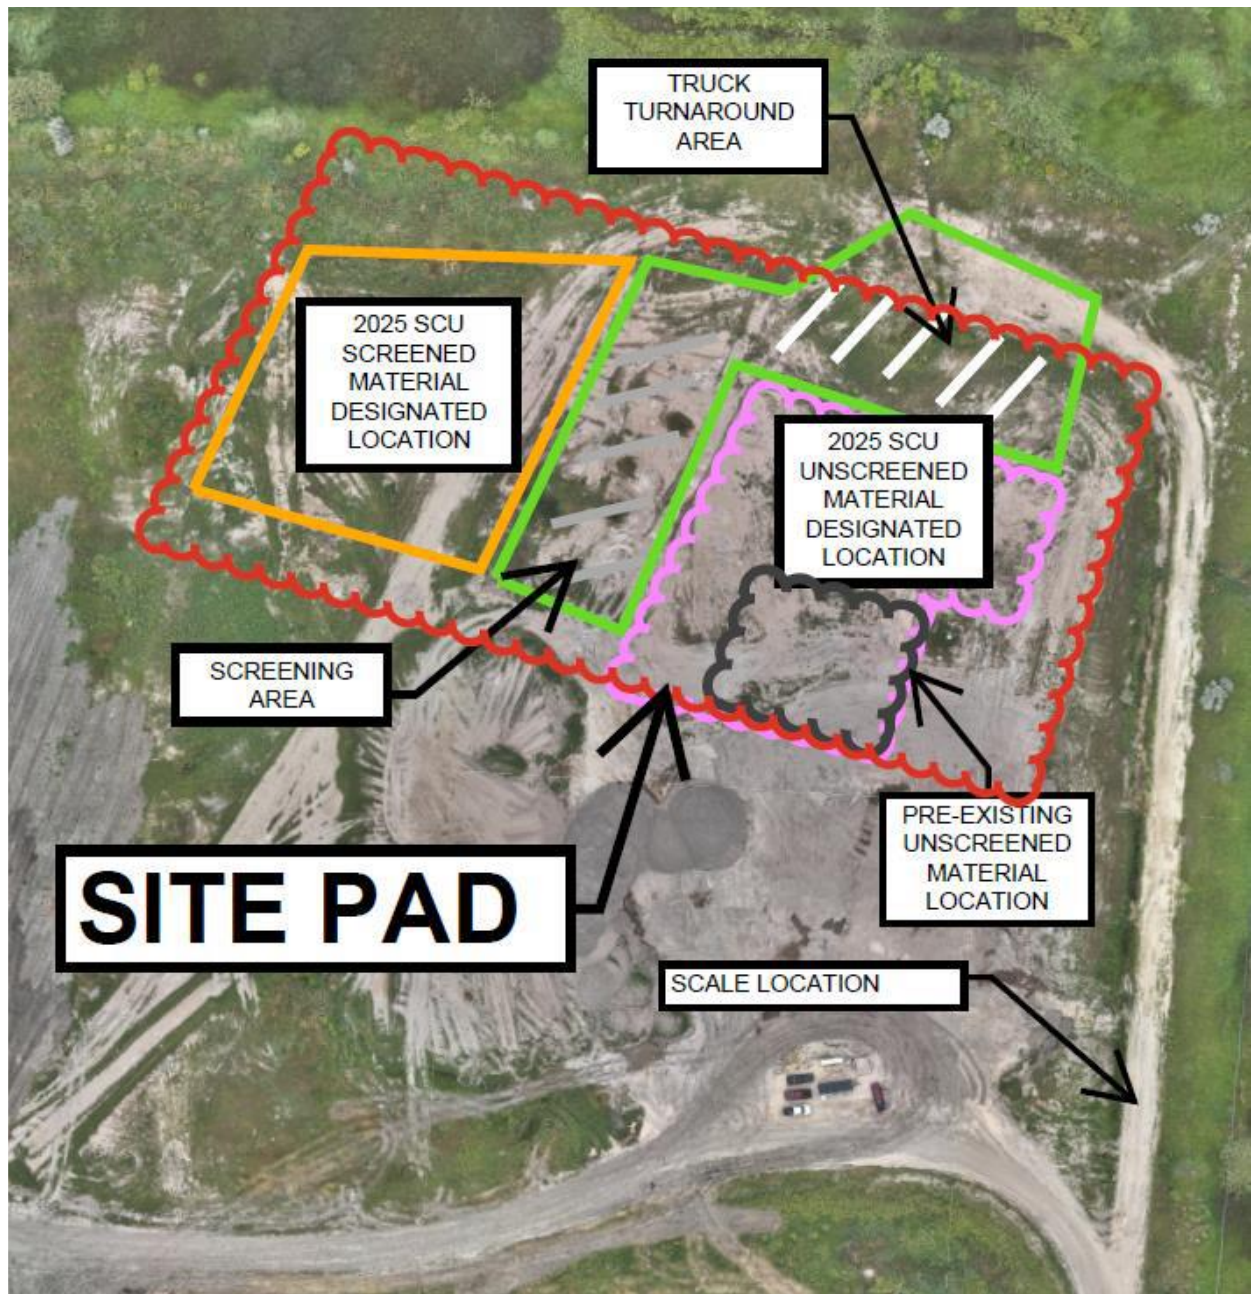 TRUCK
TURNAROUND
AREA
2025 SCU
SCREENED
MATERIAL
DESIGNATED
LOCATION
2025 SCU
UNSCREENED
MATERIAL
DESIGNATED
LOCATION
SCREENING
AREA
PRE-EXISTING
UNSCREENED
MATERIAL
LOCATION
SITE PAD
SCALE LOCATION